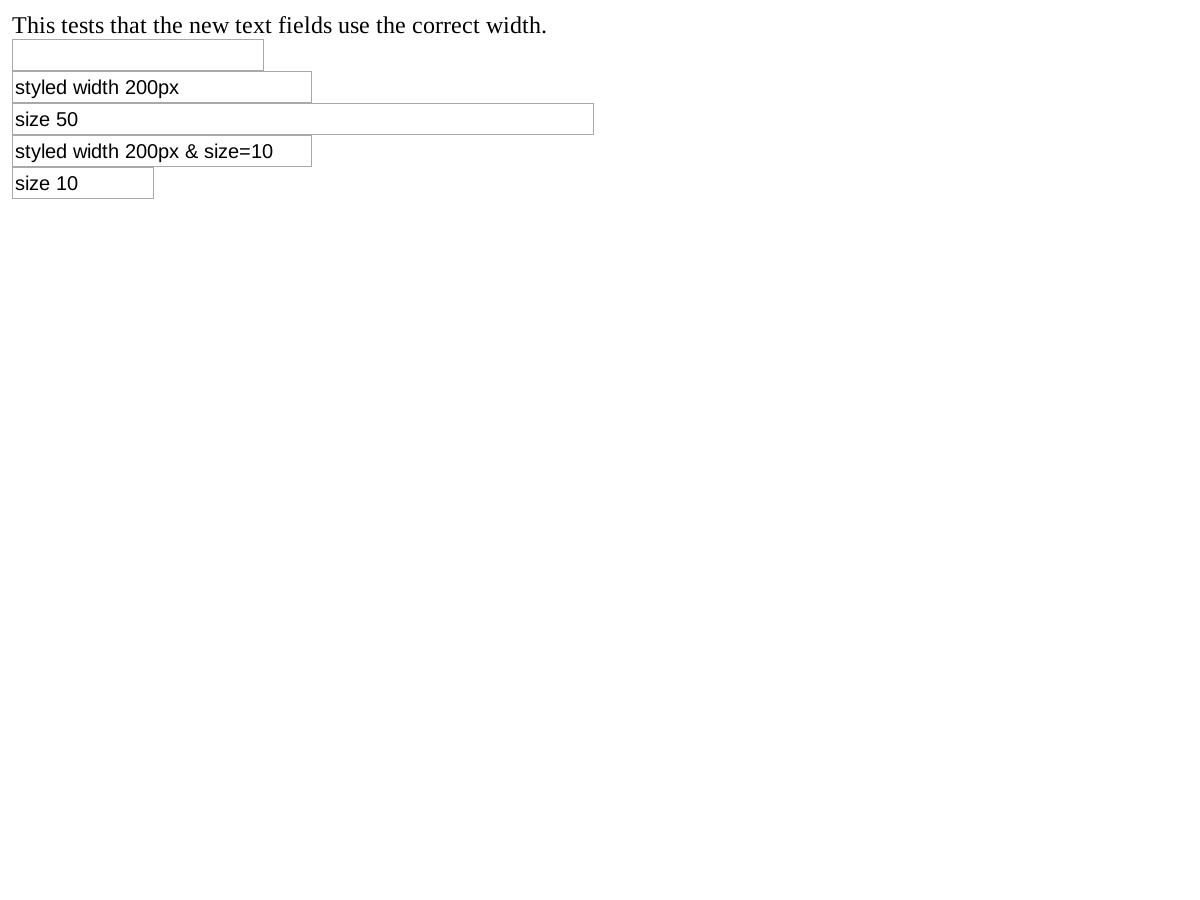 This tests that the new text fields use the correct width.
styled width 200px
size 50
styled width 200px & size=10
size 10